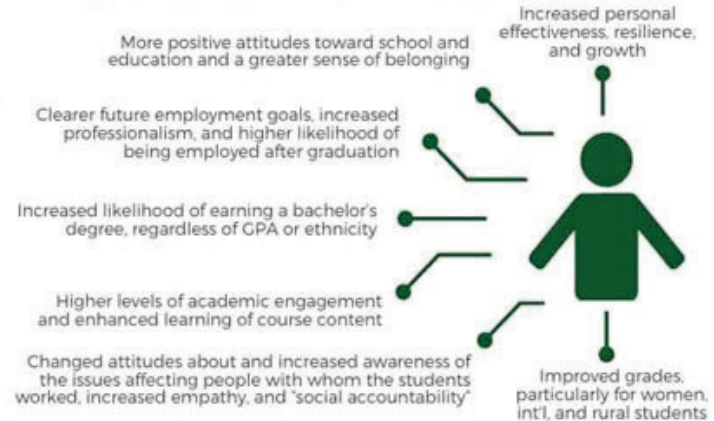 Increased personal
effectiveness, resilience,
and growth
More positive attitudes toward school and
education and a greater sense of belonging
Clearer future employment goals, increased
professionalism, and higher likelihood of
being employed after graduation
Increased likelihood of earning a bachelor's
degree, regardless of GPA or ethnicity
Higher levels of academic engagement
and enhanced learning of course content
Changed attitudes about and increased awareness of
the issues affecting people with whom the students
worked, increased empathy, and "social accountability"
Improved grades,
particularly for women,
int'l, and rural students